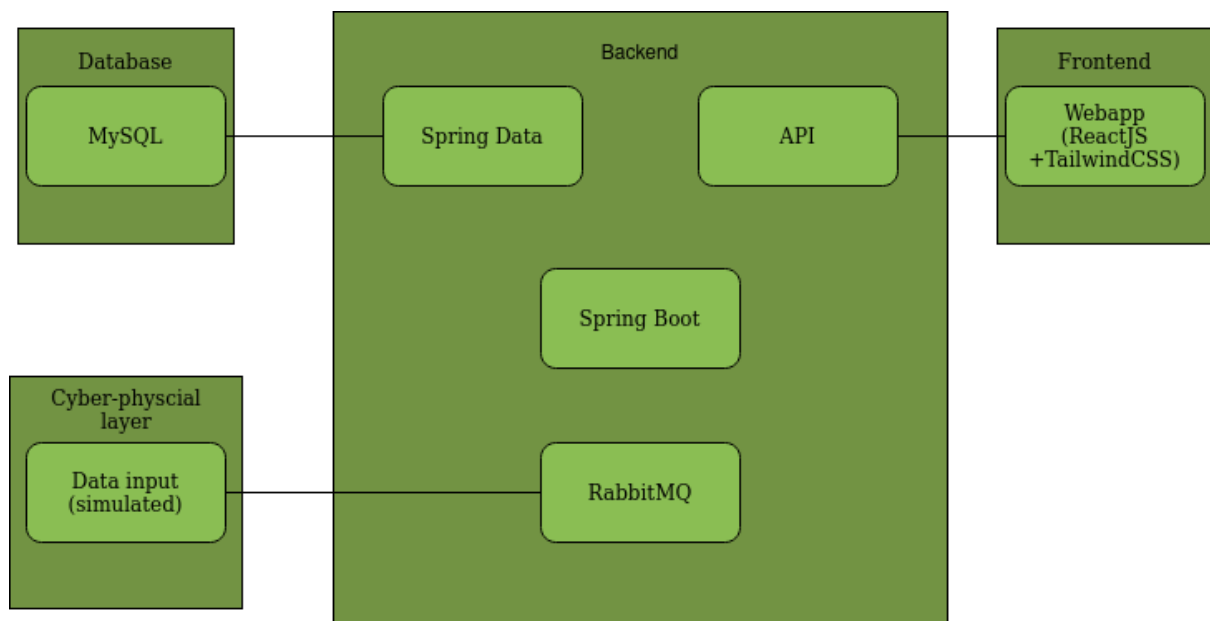 Database
MySQL
Backend
Spring Data
API
Frontend
Webapp
(ReactJS
+TailwindCSS)
Spring Boot
Cyber-physcial
layer
Data input
(simulated)
RabbitMQ